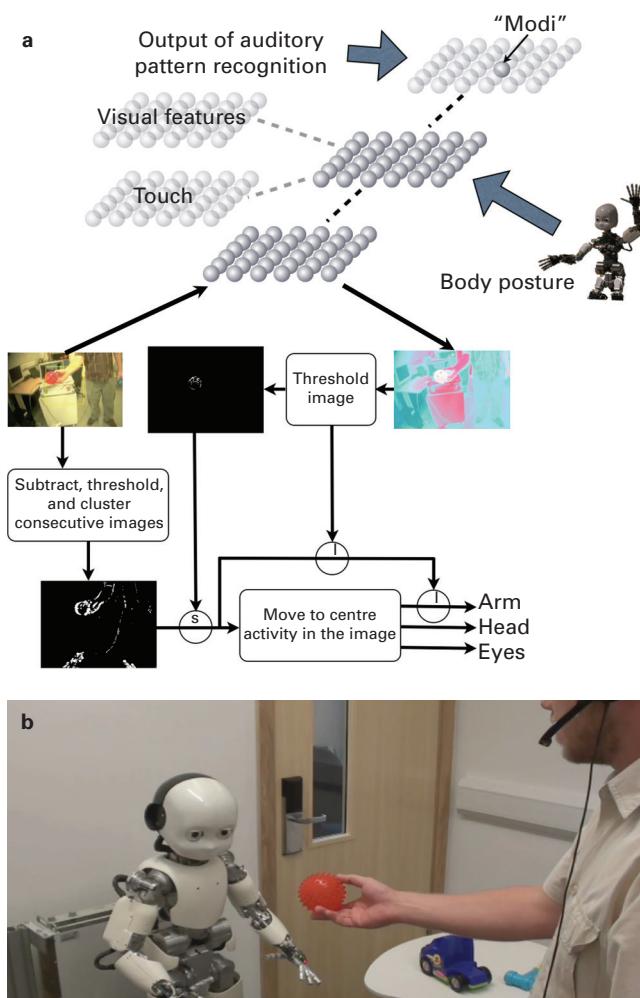 a
Output of auditory
pattern recognition
"Modi"
Visual features
Touch
Body posture
Threshold
image
Subtract, threshold,
and cluster
consecutive images
I
I
s
Move to centre
activity in the image
Arm
Head
Eyes
b